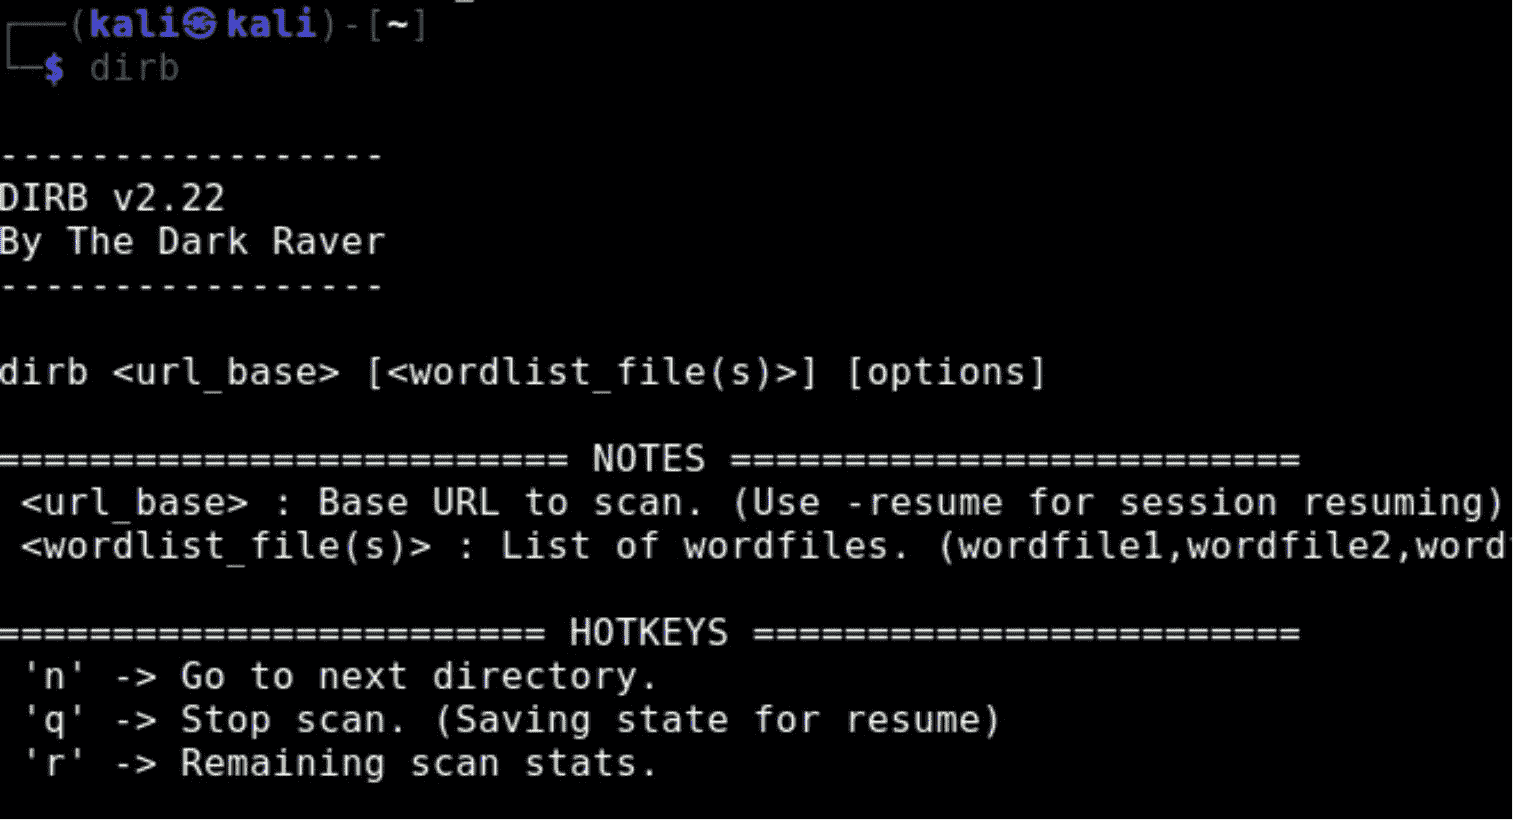 (kali㉿kali)-[~]
$ dirb
-----------------
DIRB v2.22
By The Dark Raver
-----------------
dirb <url_base> [<wordlist_file(s)>] [options]
========================= NOTES =========================
<url_base> : Base URL to scan. (Use -resume for session resuming)
<wordlist_file(s)> : List of wordfiles. (wordfile1,wordfile2,word
======================== HOTKEYS ========================
'n' -> Go to next directory.
'q' -> Stop scan. (Saving state for resume)
'r' -> Remaining scan stats.